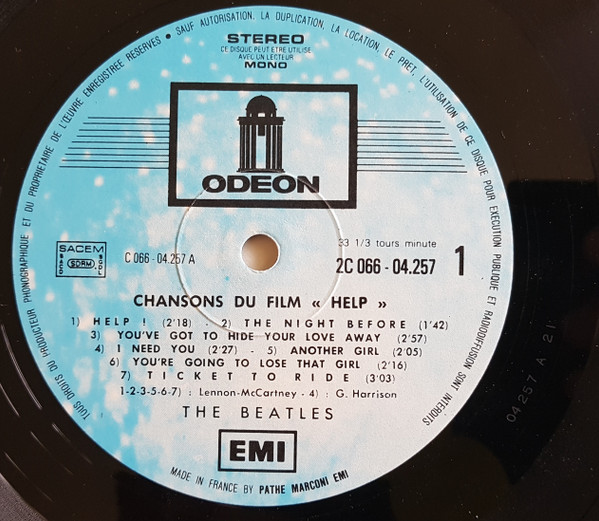 TOUS DROITS DU PRODUCTEUR PHONOGRAPHIQUE ET DU PROPRIETAIRE DE L'ŒUVRE ENREGISTREE RESERVES • SAUF AUTORISATION, LA DUPLICATION, LA LOCATION, LE PRET, L'UTILISATION DE CE DISQUE POUR EXECUTION PUBLIQUE ET RADIODIFFUSION SONT INTERDITS
STEREO
CE DISQUE PEUT ETRE UTILISE
AVEC UN LECTEUR
MONO
ODEON
SACEM
SDRM
C 066 - 04.257 A
33 1/3 tours minute
2C 066 - 04.257
1
CHANSONS DU FILM « HELP »
1) HELP ! (2'18) - 2) THE NIGHT BEFORE (1'42)
3) YOU'VE GOT TO HIDE YOUR LOVE AWAY (2'57)
4) I NEED YOU (2'27) - 5) ANOTHER GIRL (2'05)
6) YOU'RE GOING TO LOSE THAT GIRL (2'16)
7) TICKET TO RIDE (3'03)
1-2-3-5-6-7) : Lennon-McCartney - 4) : G. Harrison
THE BEATLES
EMI
MADE IN FRANCE BY PATHE MARCONI EMI
04257 A 21